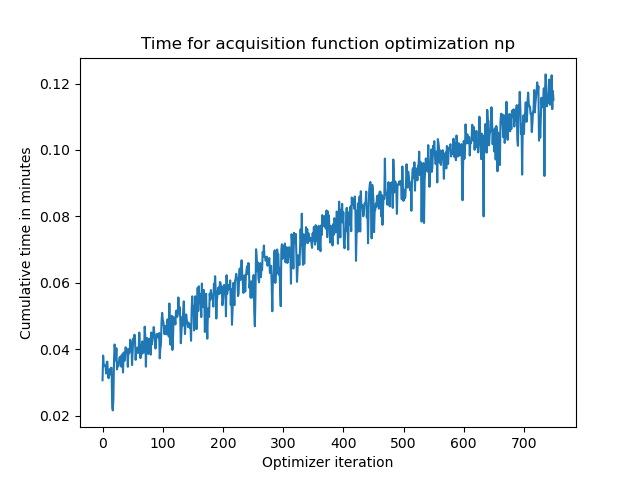 Time for acquisition function optimization np
0.12
0.10
0.08
0.06
0.04
0.02
Cumulative time in minutes
0 100 200 300 400 500 600 700
Optimizer iteration